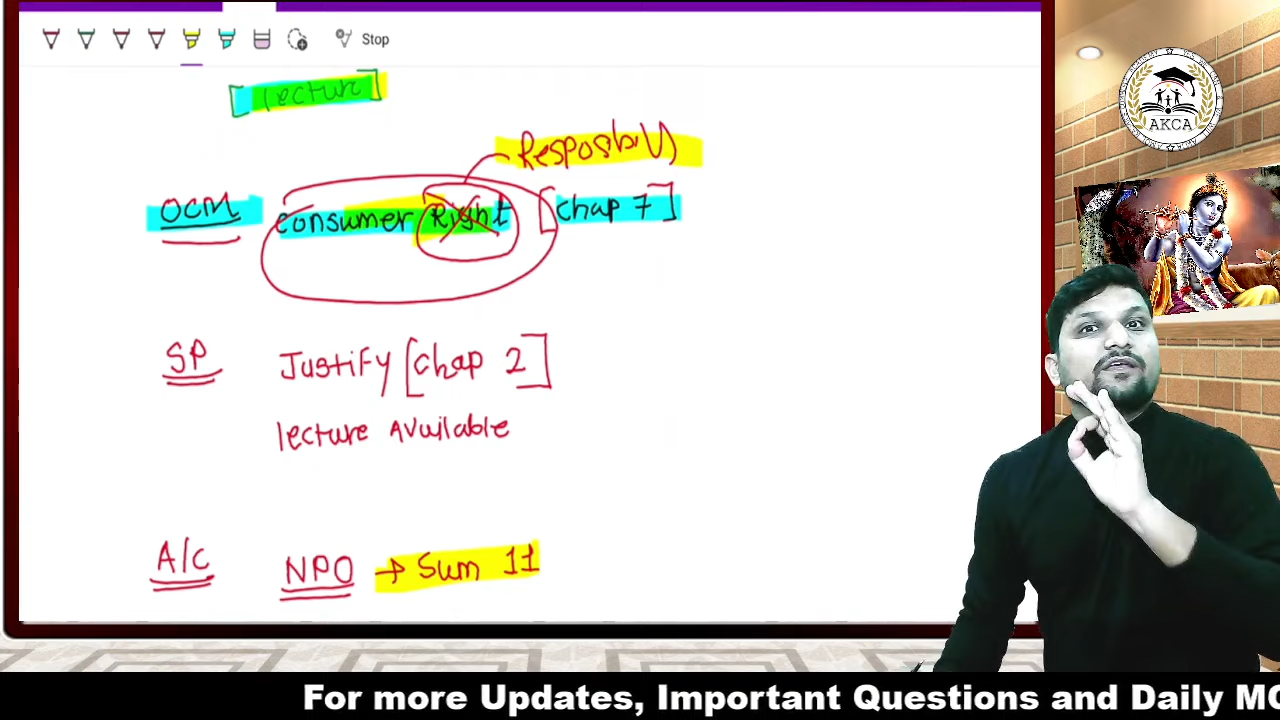 Stop
[lecture]
Resposibility
OCM consumer Right [chap 7]
SP Justify [chap 2]
lecture Available
A/C NPO → Sum 11
AKCA
For more Updates, Important Questions and Daily MC